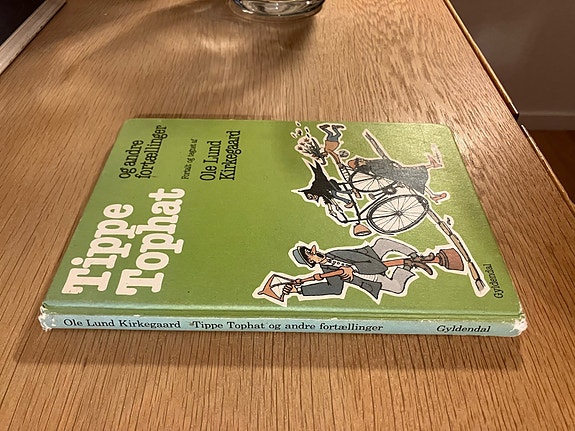 Tippe
Tophat
og andre
fortællinger
Fortalt og tegnet af
Ole Lund
Kirkegaard
Gyldendal
Ole Lund Kirkegaard Tippe Tophat og andre fortællinger Gyldendal